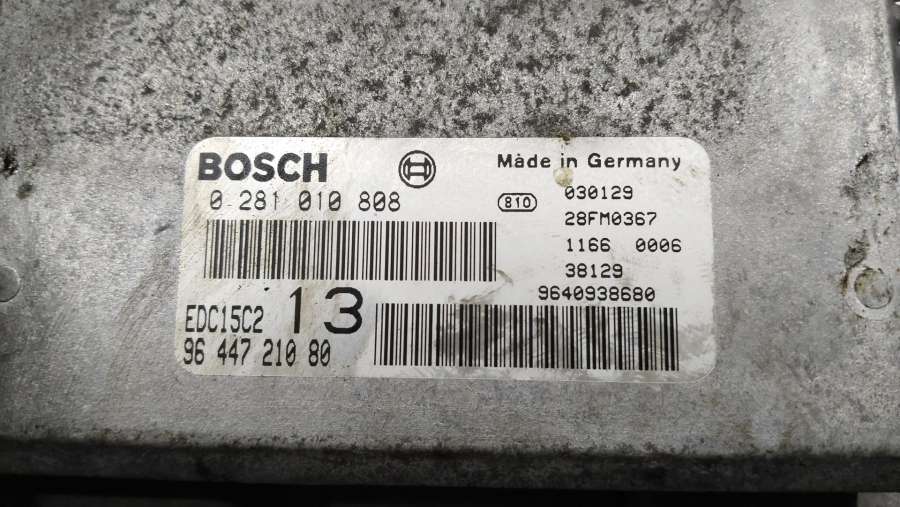 BOSCH
Made in Germany
0 281 010 808
810
030129
28FM0367
1166 0006
38129
9640938680
EDC15C2 13
96 447 210 80